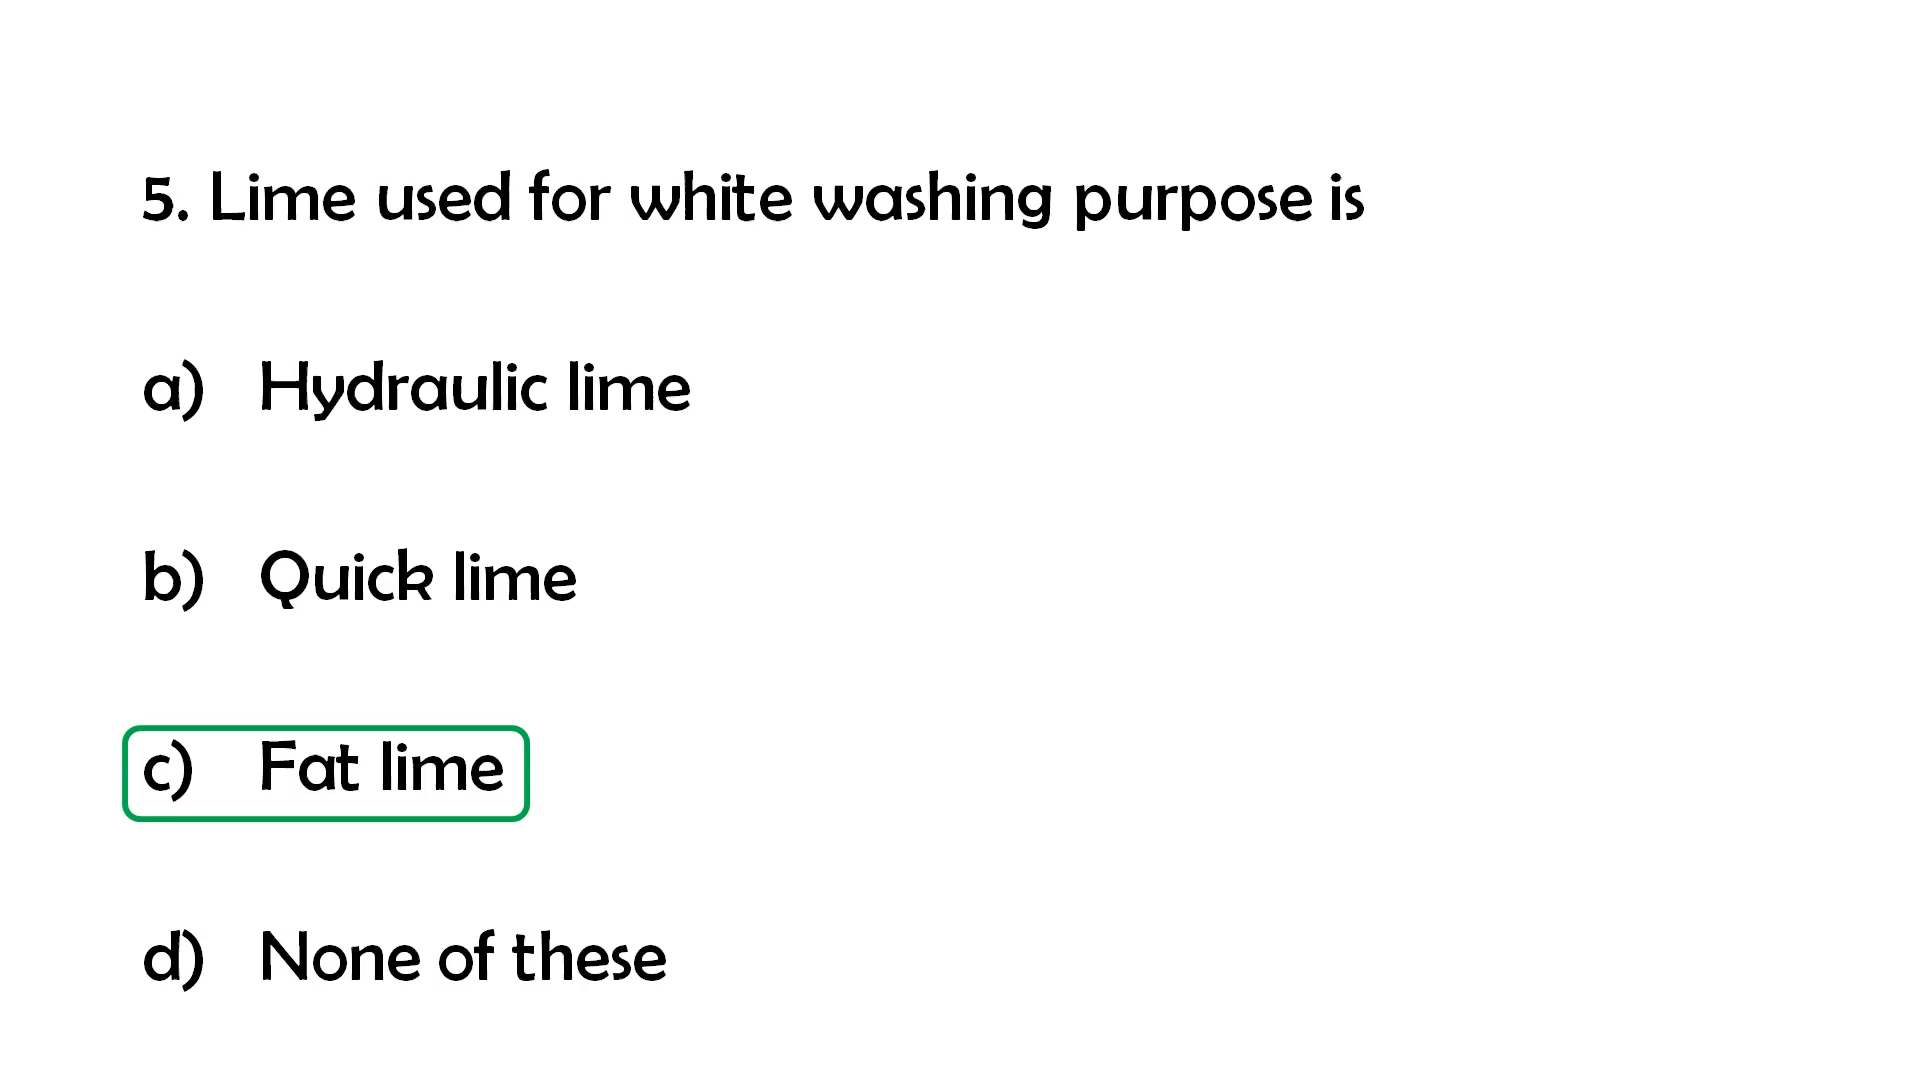 5. Lime used for white washing purpose is
a) Hydraulic lime
b) Quick lime
c) Fat lime
d) None of these